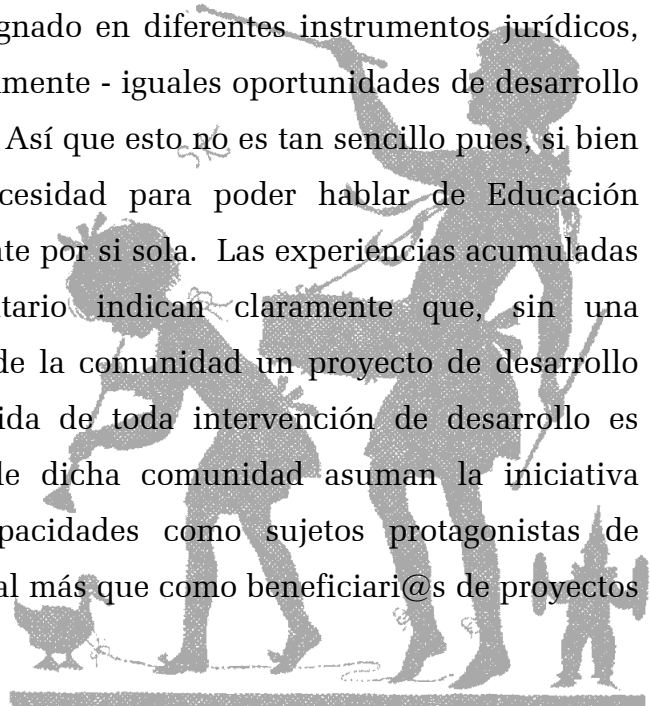 gnado en diferentes instrumentos jurídicos,
mente - iguales oportunidades de desarrollo
Así que esto no es tan sencillo pues, si bien
cesidad para poder hablar de Educación
te por si sola. Las experiencias acumuladas
tario indican claramente que, sin una
de la comunidad un proyecto de desarrollo
ida de toda intervención de desarrollo es
de dicha comunidad asuman la iniciativa
pacidades como sujetos protagonistas de
al más que como beneficiari@s de proyectos